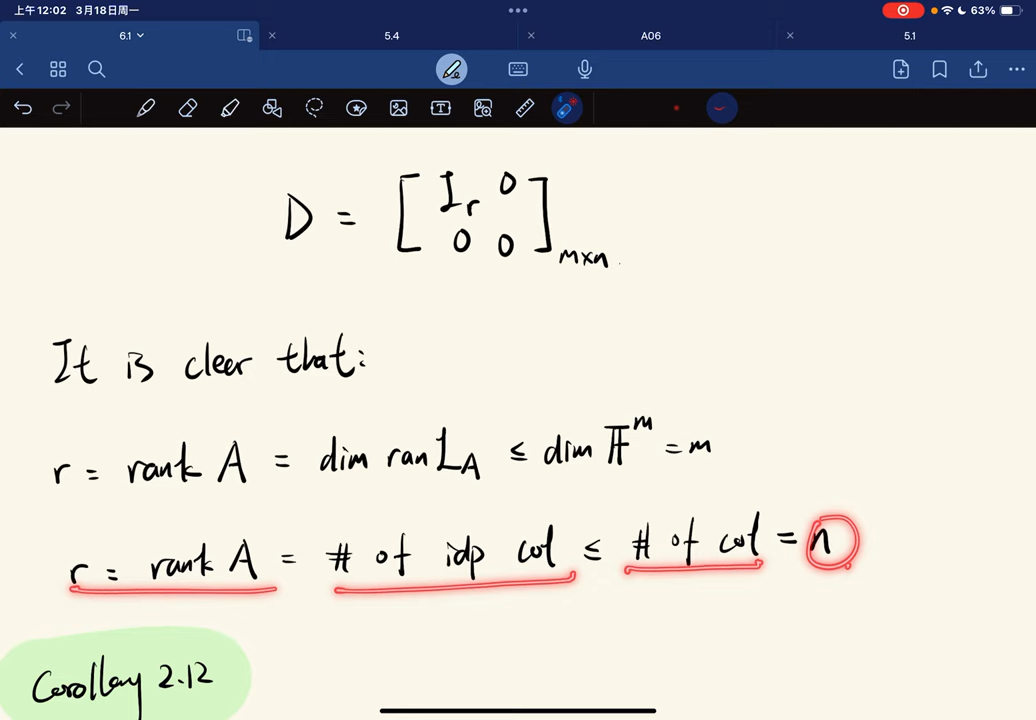 上午12:02 3月18日周一 63%
6.1 5.4 A06 5.1
D = [ I_r 0
0 0 ] m×n
It is clear that:
r = rank A = dim ran L_A ≤ dim 𝔽^m = m
r = rank A = # of idp col ≤ # of col = n
Corollary 2.12